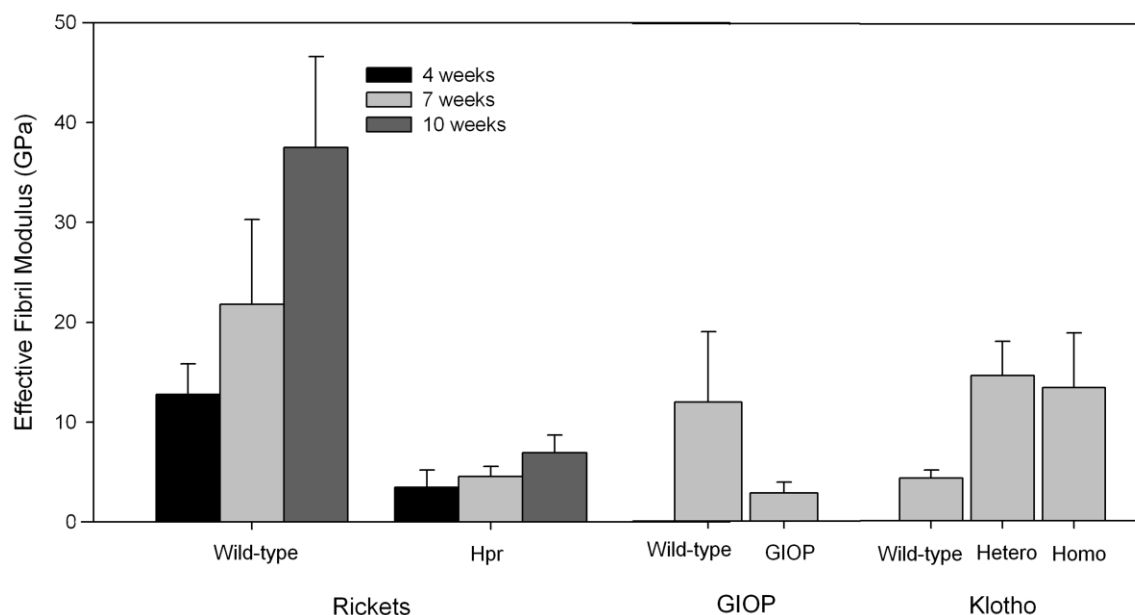 50
40
30
20
10
0
Effective Fibril Modulus (GPa)
4 weeks
7 weeks
10 weeks
Wild-type
Hpr
Wild-type
GIOP
Wild-type
Hetero
Homo
Rickets
GIOP
Klotho